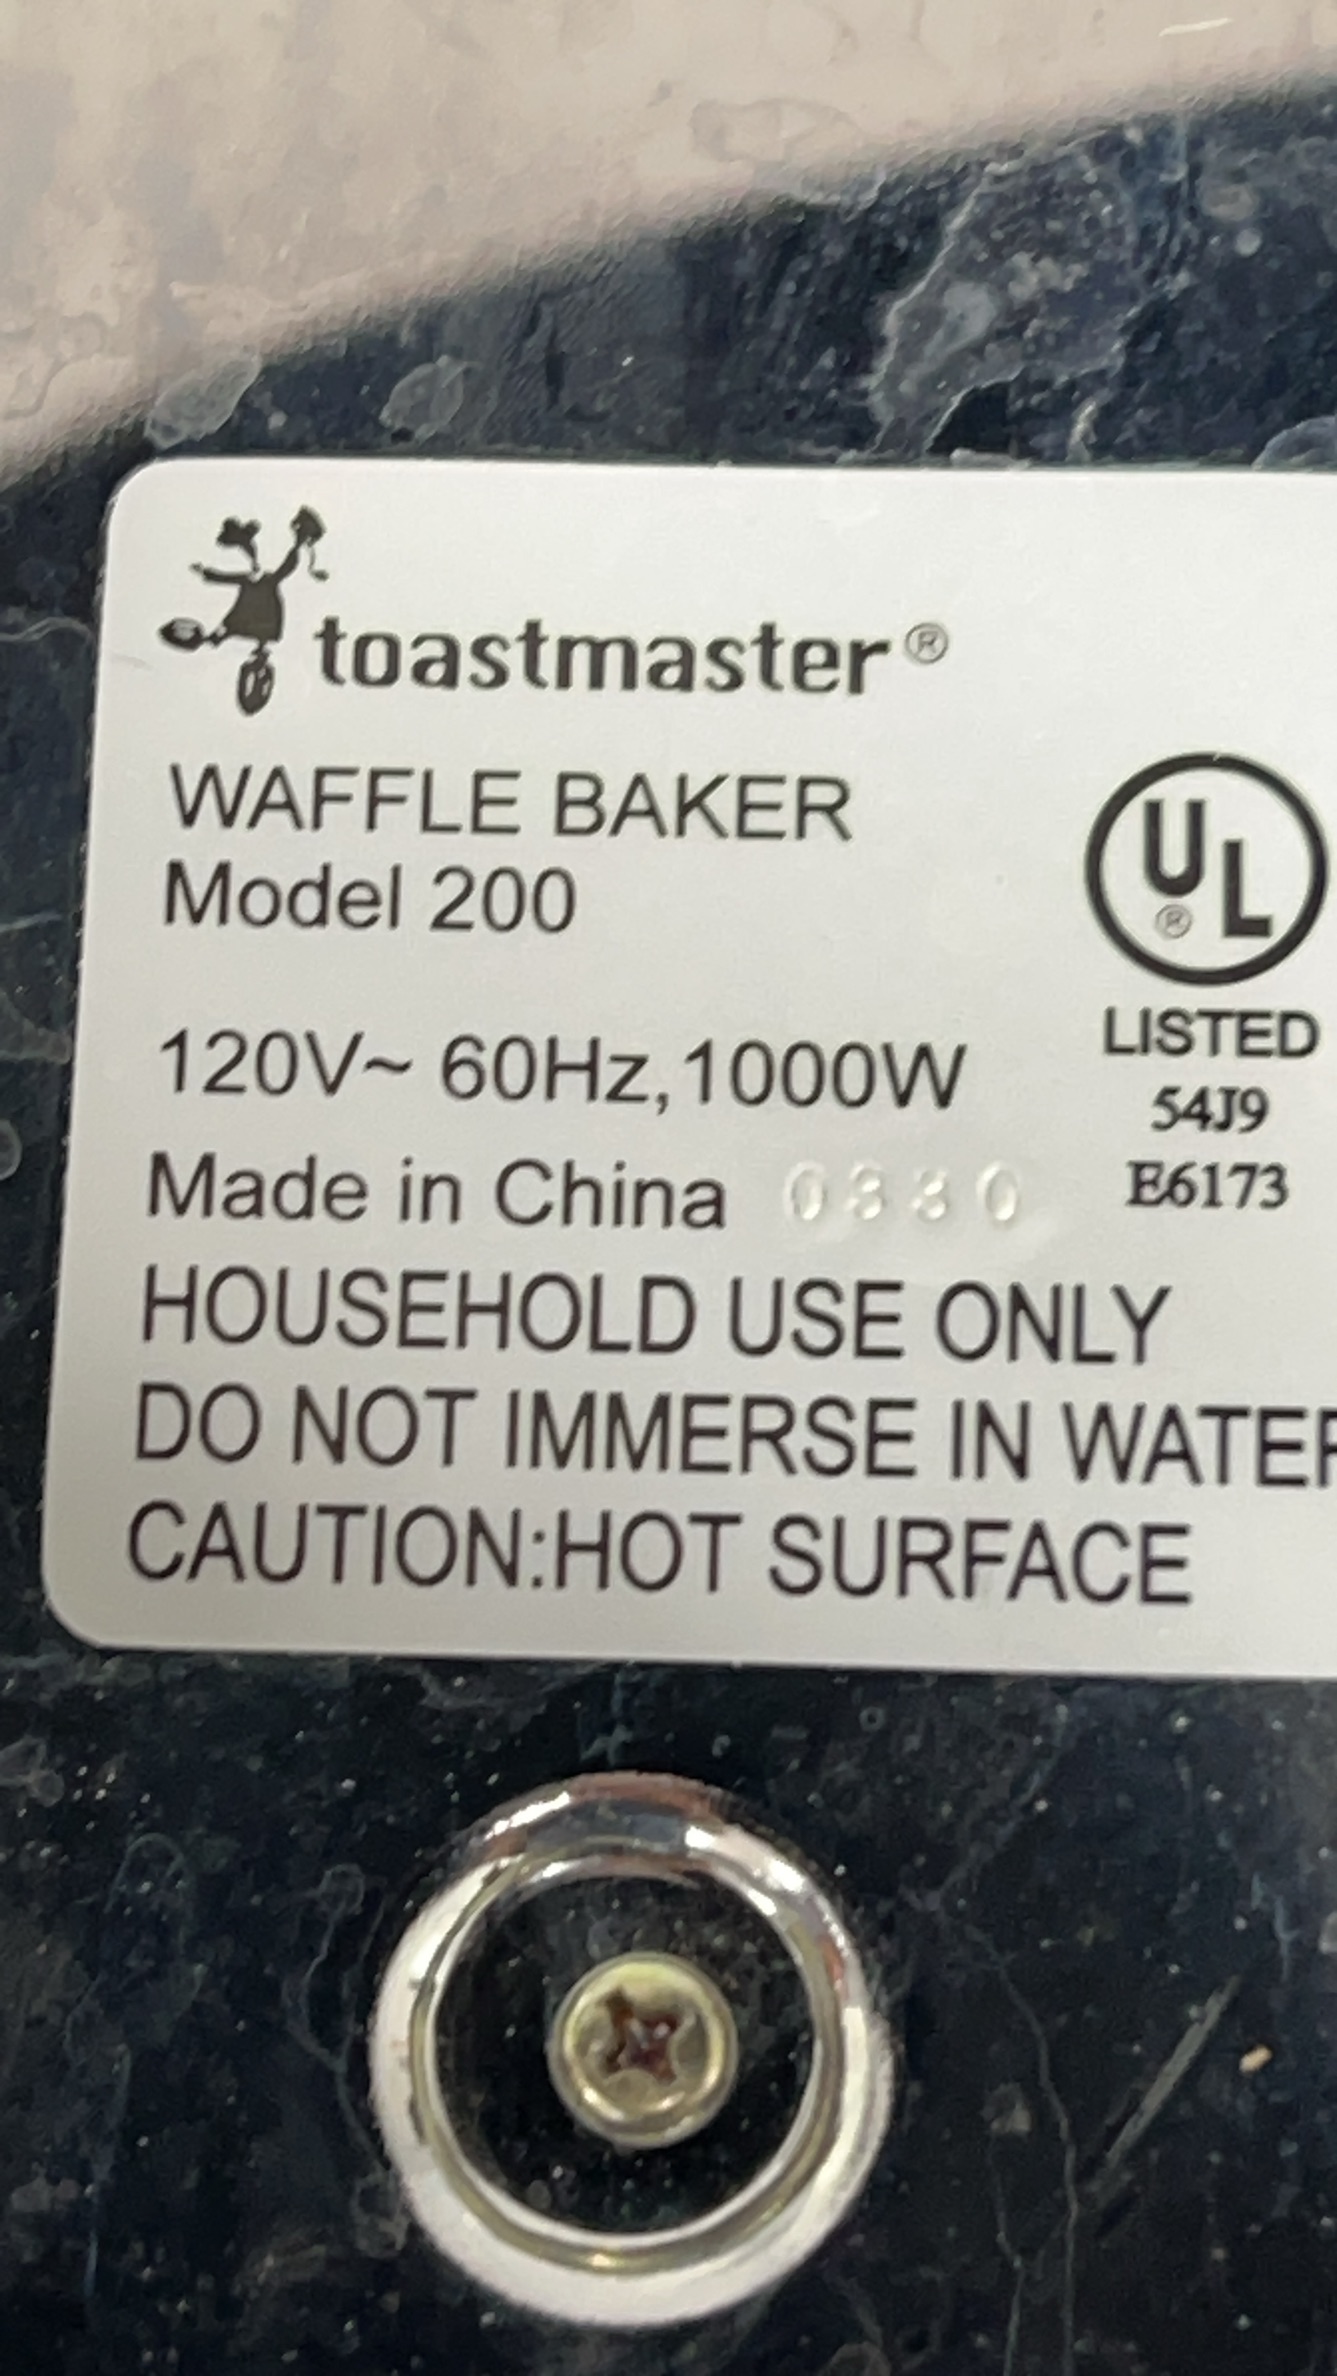 toastmaster®
WAFFLE BAKER
Model 200
120V~ 60Hz,1000W
Made in China
HOUSEHOLD USE ONLY
DO NOT IMMERSE IN WATER
CAUTION:HOT SURFACE
UL
®
LISTED
54J9
E6173